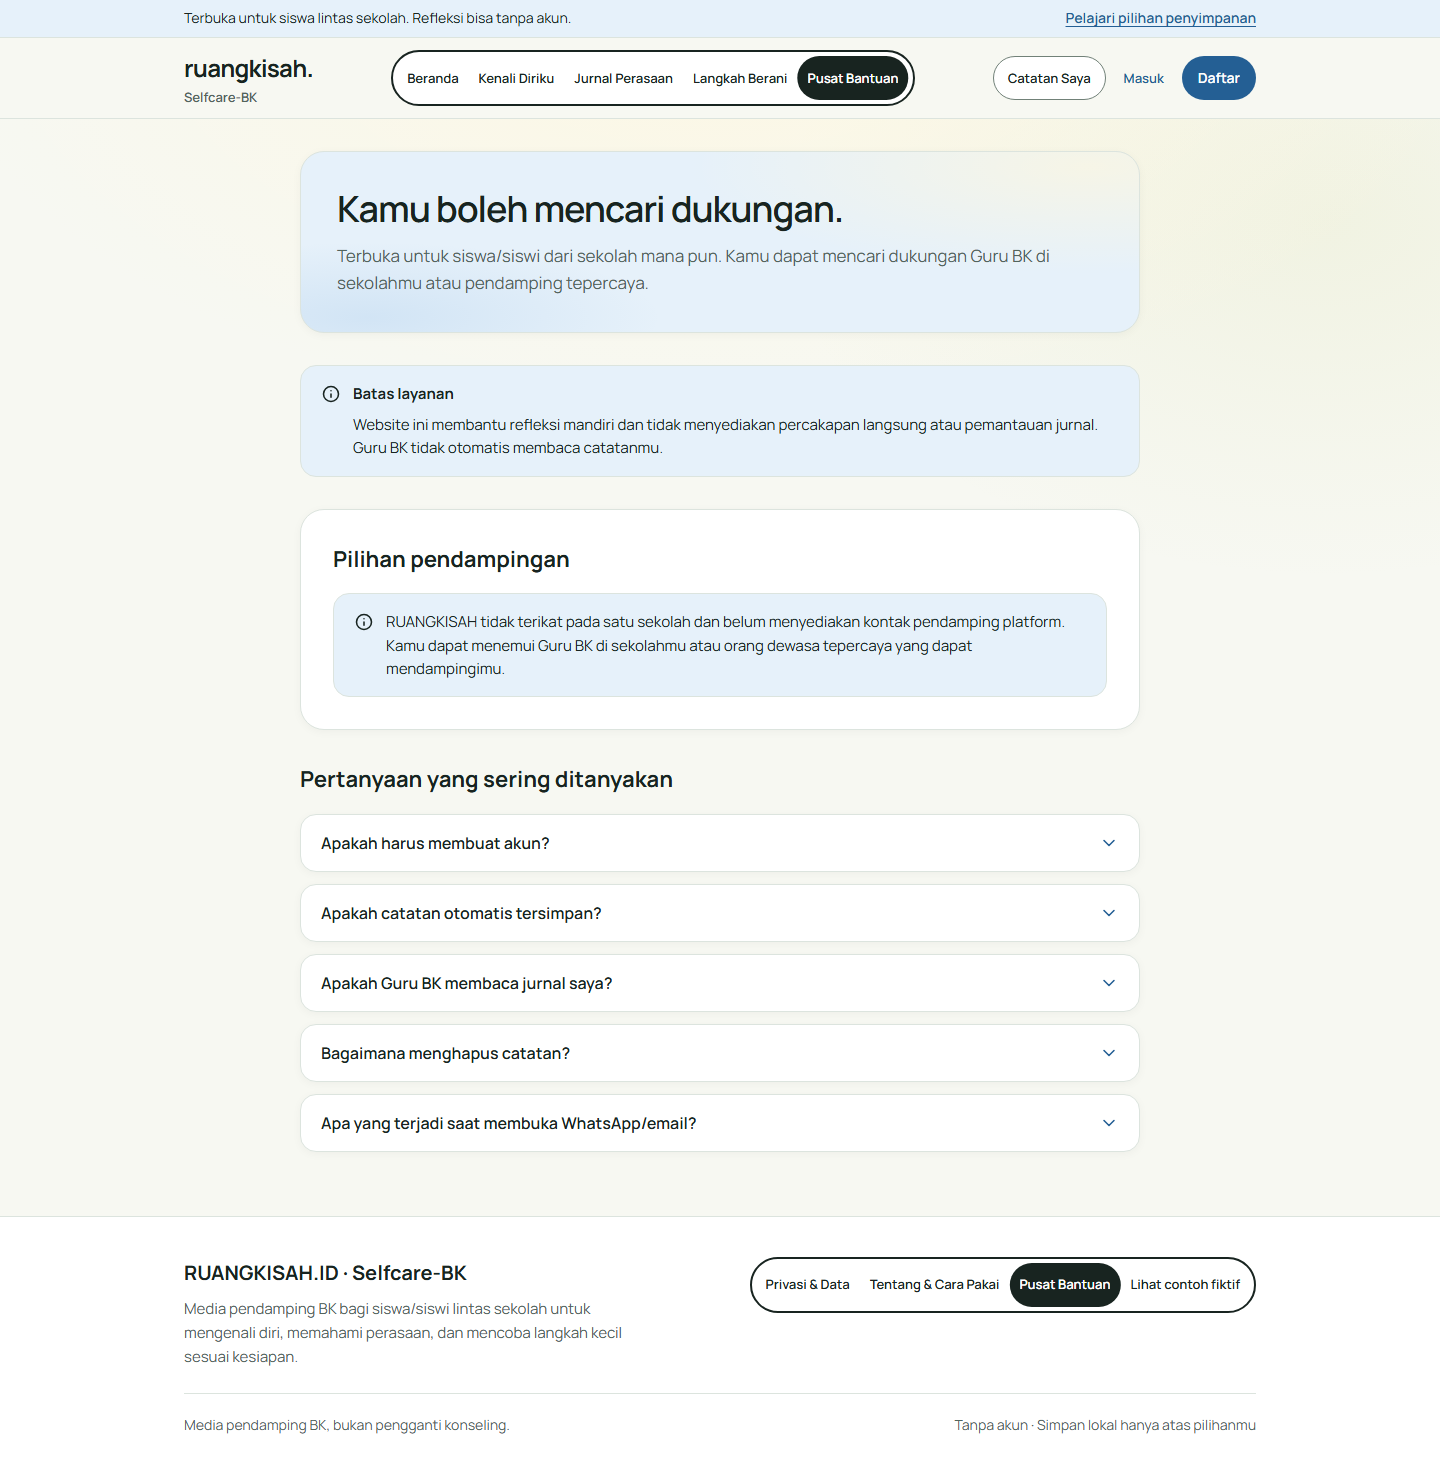 Terbuka untuk siswa lintas sekolah. Refleksi bisa tanpa akun.
Pelajari pilihan penyimpanan
ruangkisah.
Selfcare-BK
Beranda
Kenali Diriku
Jurnal Perasaan
Langkah Berani
Pusat Bantuan
Catatan Saya
Masuk
Daftar
Kamu boleh mencari dukungan.
Terbuka untuk siswa/siswi dari sekolah mana pun. Kamu dapat mencari dukungan Guru BK di
sekolahmu atau pendamping tepercaya.
Batas layanan
Website ini membantu refleksi mandiri dan tidak menyediakan percakapan langsung atau pemantauan jurnal.
Guru BK tidak otomatis membaca catatanmu.
Pilihan pendampingan
RUANGKISAH tidak terikat pada satu sekolah dan belum menyediakan kontak pendamping platform.
Kamu dapat menemui Guru BK di sekolahmu atau orang dewasa tepercaya yang dapat
mendampingimu.
Pertanyaan yang sering ditanyakan
Apakah harus membuat akun?
Apakah catatan otomatis tersimpan?
Apakah Guru BK membaca jurnal saya?
Bagaimana menghapus catatan?
Apa yang terjadi saat membuka WhatsApp/email?
RUANGKISAH.ID · Selfcare-BK
Media pendamping BK bagi siswa/siswi lintas sekolah untuk
mengenali diri, memahami perasaan, dan mencoba langkah kecil
sesuai kesiapan.
Privasi & Data
Tentang & Cara Pakai
Pusat Bantuan
Lihat contoh fiktif
Media pendamping BK, bukan pengganti konseling.
Tanpa akun · Simpan lokal hanya atas pilihanmu